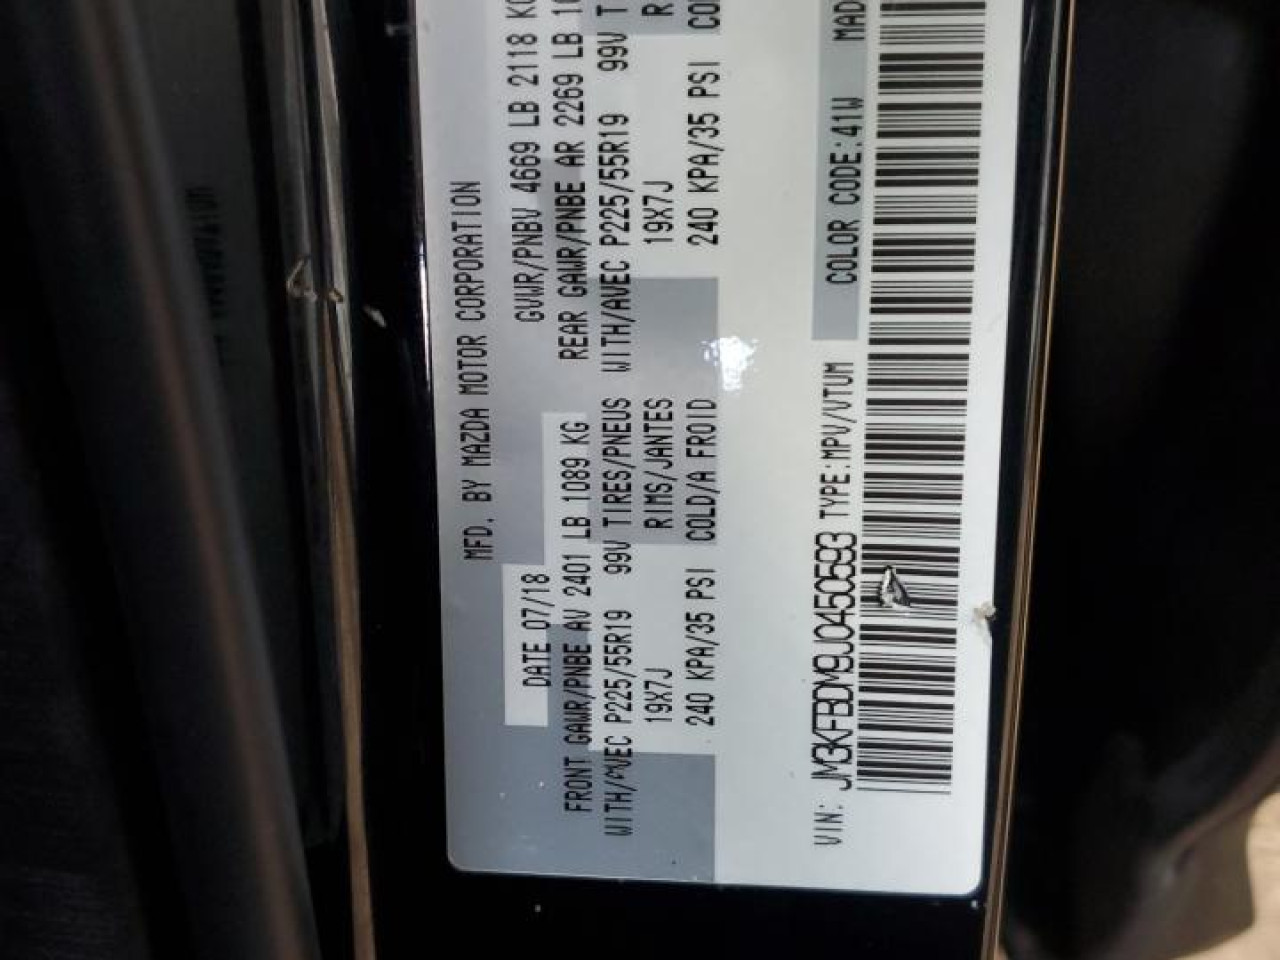 MFD. BY MAZDA MOTOR CORPORATION
DATE 07/18 GVWR/PNBV 4669 LB 2118 KG
FRONT GAWR/PNBE AV 2401 LB 1089 KG REAR GAWR/PNBE AR 2269 LB
WITH/AVEC P225/55R19 99V TIRES/PNEUS WITH/AVEC P225/55R19 99V
19X7J RIMS/JANTES 19X7J
240 KPA/35 PSI COLD/A FROID 240 KPA/35 PSI
VIN: JM3KFBDM9J0450593 TYPE:MPV/VTUM COLOR CODE:41W MAD